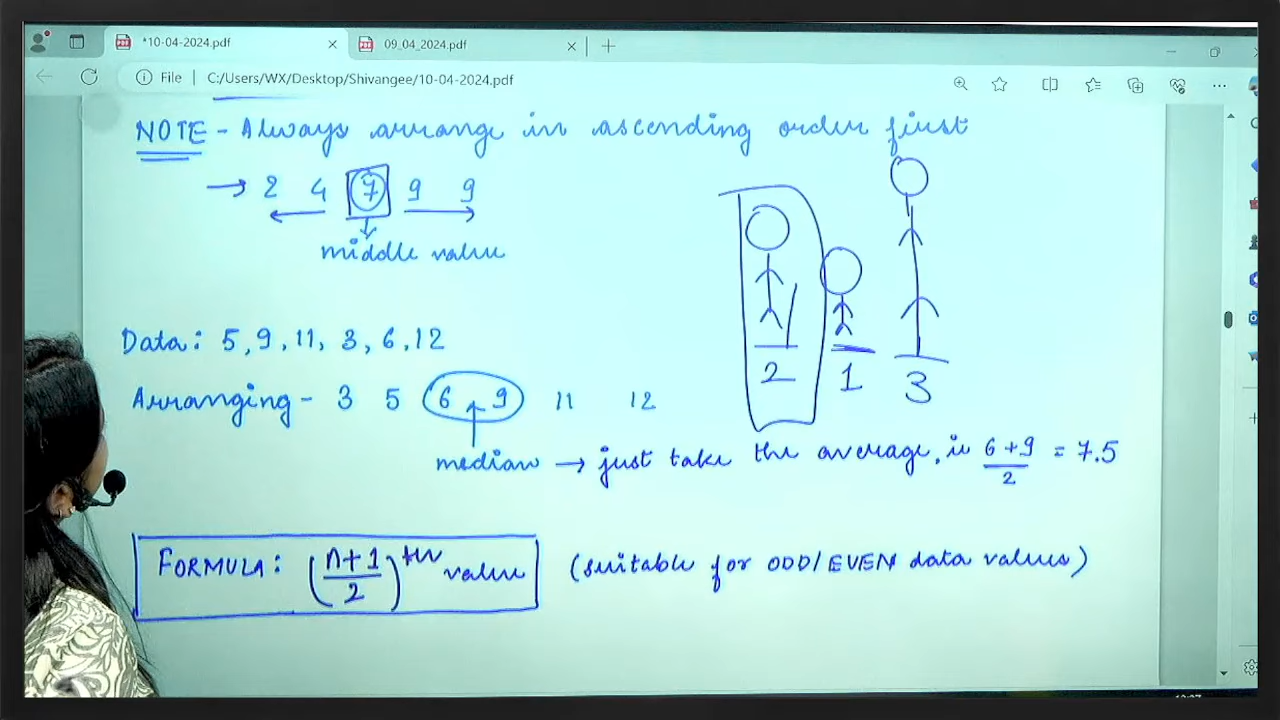 *10-04-2024.pdf
09_04_2024.pdf
File C:/Users/WX/Desktop/Shivangee/10-04-2024.pdf
NOTE - Always arrange in ascending order first
→ 2 4 7 9 9
middle value
Data: 5, 9, 11, 3, 6, 12
Arranging - 3 5 6 9 11 12
2 1 3
median → just take the average, ie 6+9/2 = 7.5
FORMULA: (n+1/2)th value (suitable for ODD/EVEN data values)